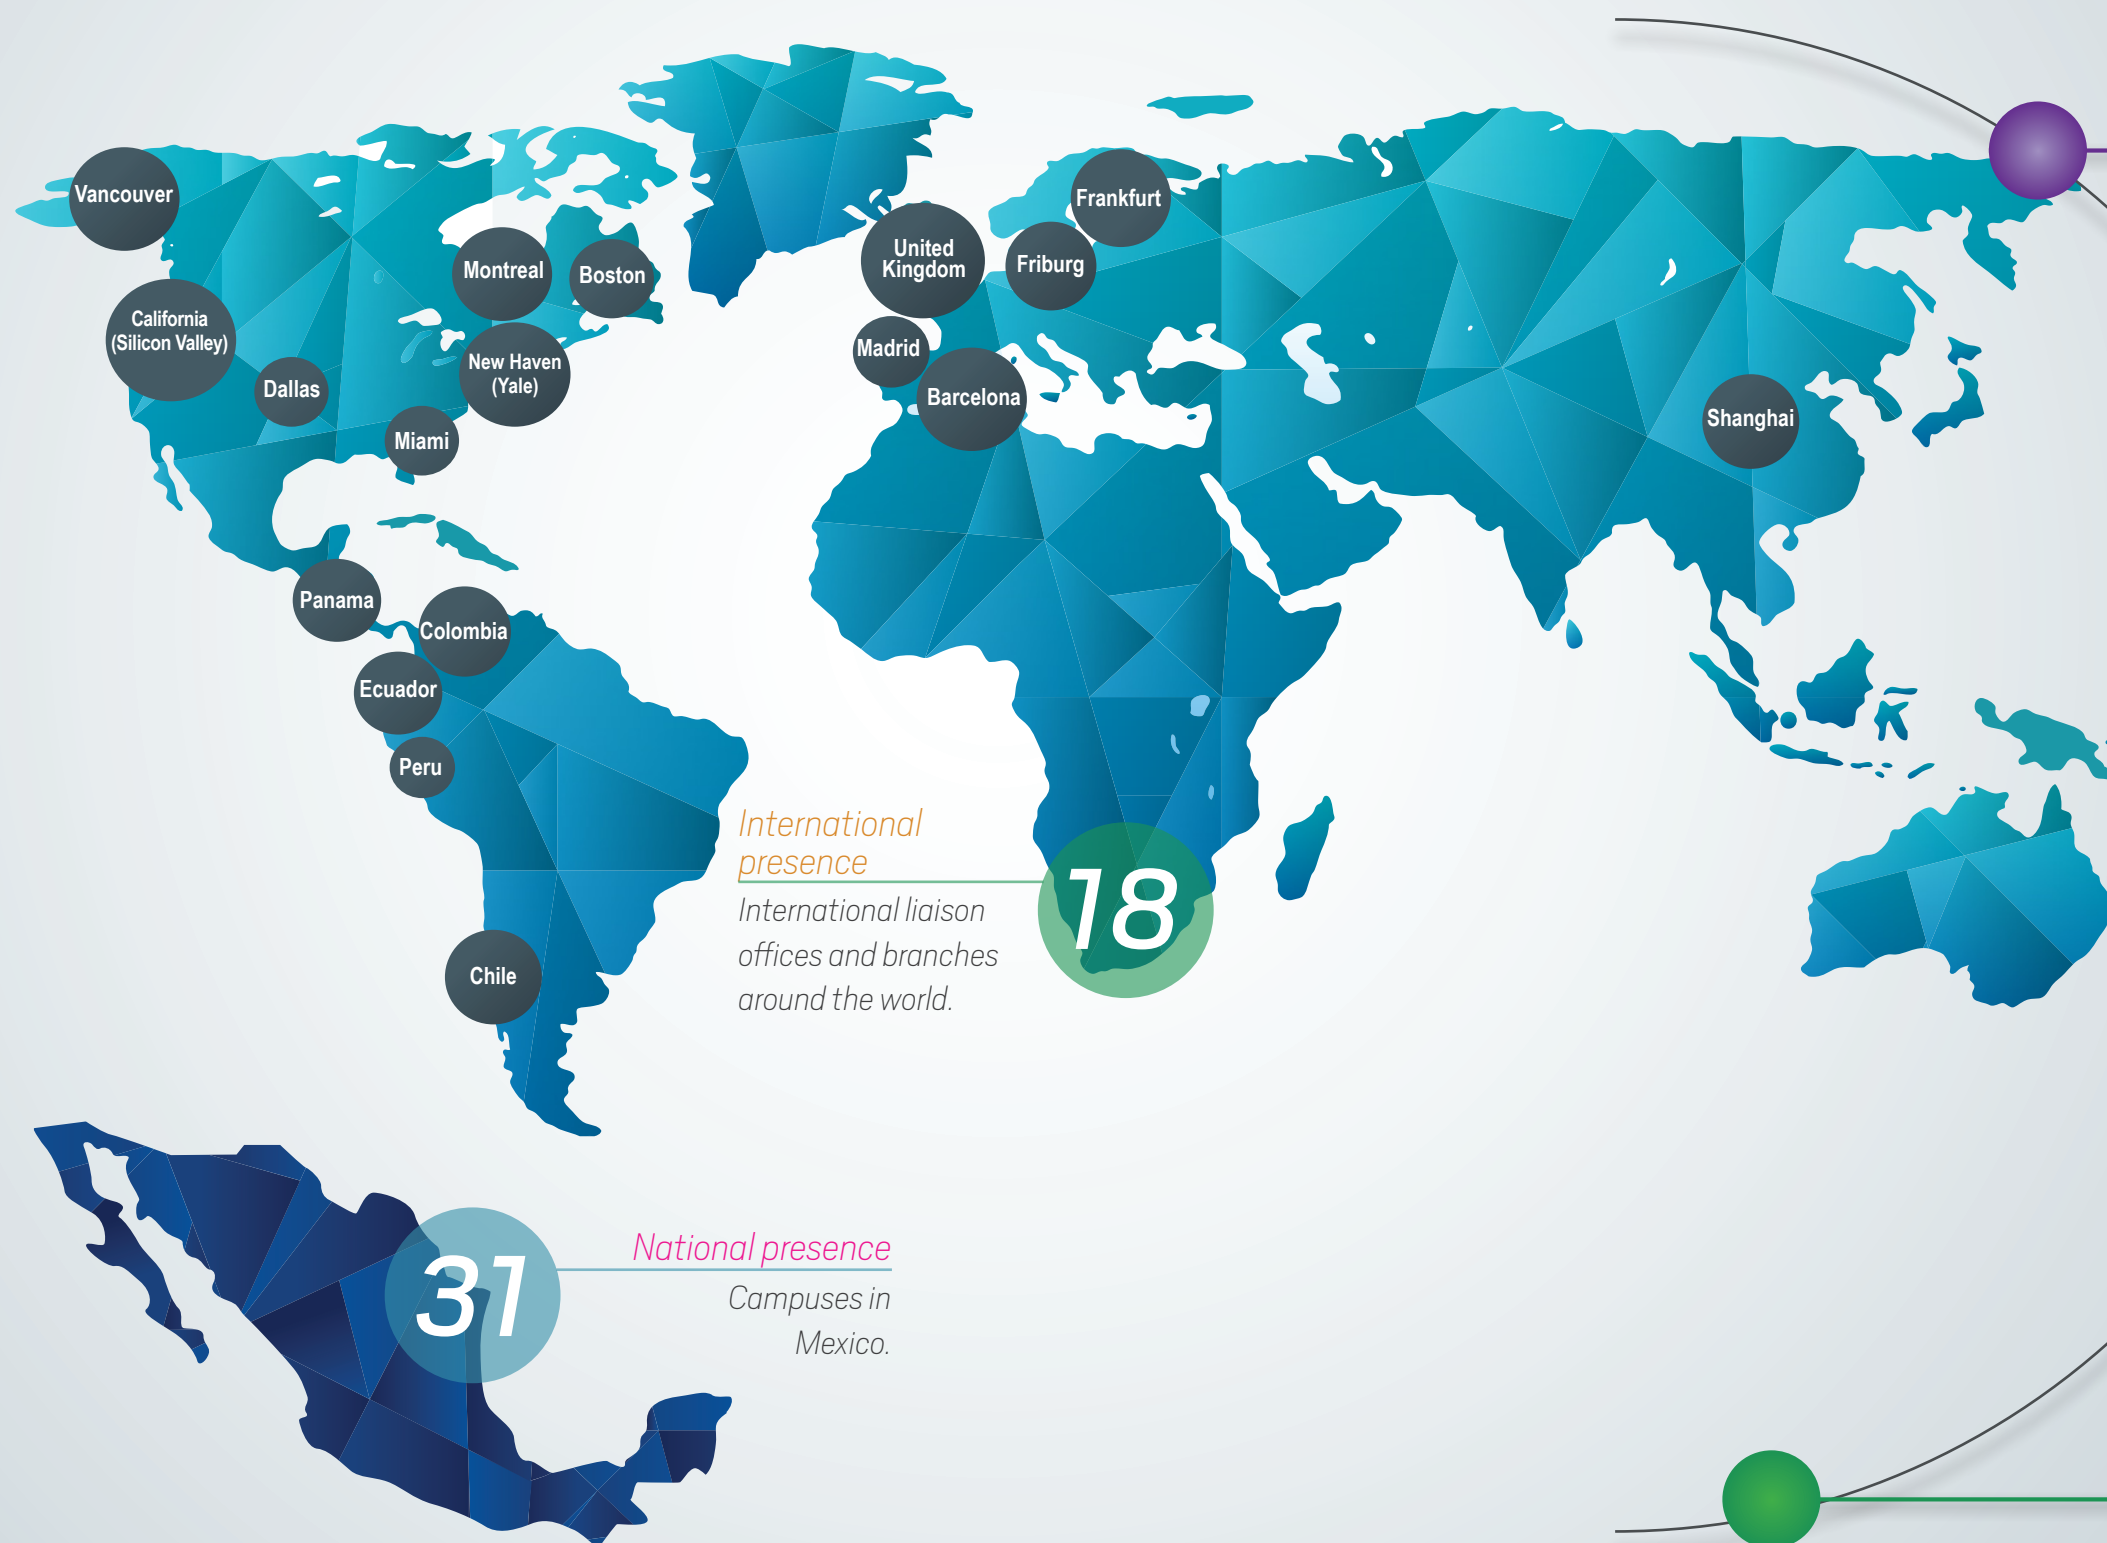 Vancouver
California
(Silicon Valley)
Dallas
Miami
Montreal
Boston
New Haven
(Yale)
United
Kingdom
Frankfurt
Friburg
Madrid
Barcelona
Shanghai
Panama
Colombia
Ecuador
Peru
Chile
International
presence
International liaison
offices and branches
around the world.
18
31
National presence
Campuses in
Mexico.